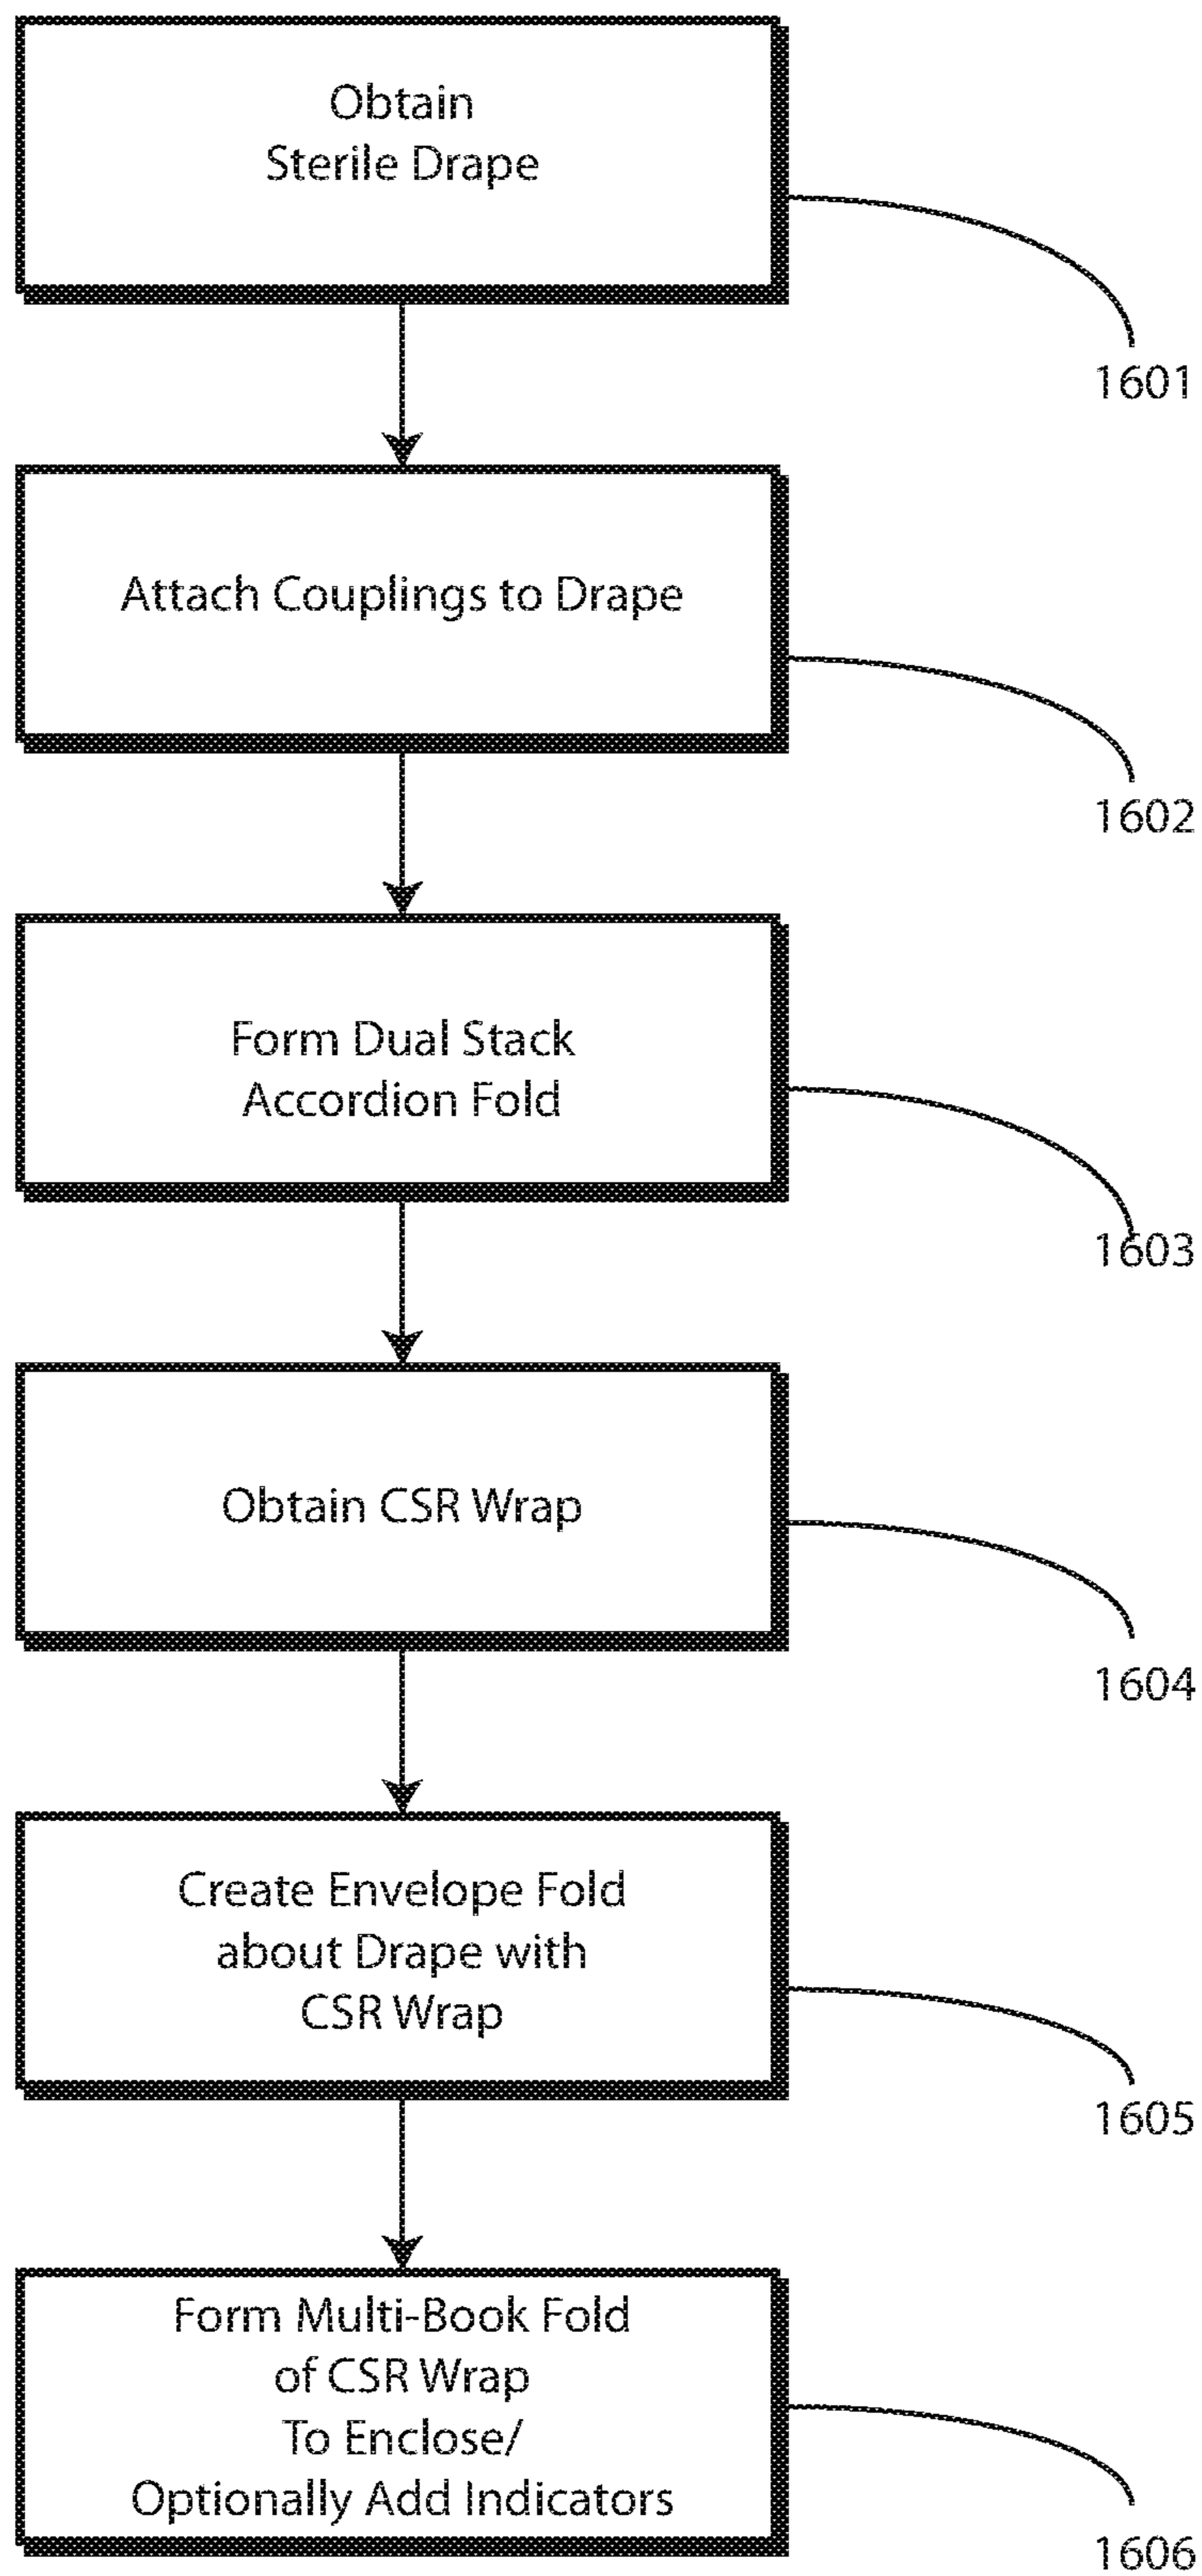 Obtain
Sterile Drape
1601
Attach Couplings to Drape
1602
Form Dual Stack
Accordion Fold
1603
Obtain CSR Wrap
1604
Create Envelope Fold
about Drape with
CSR Wrap
1605
Form Multi-Book Fold
of CSR Wrap
To Enclose/
Optionally Add Indicators
1606